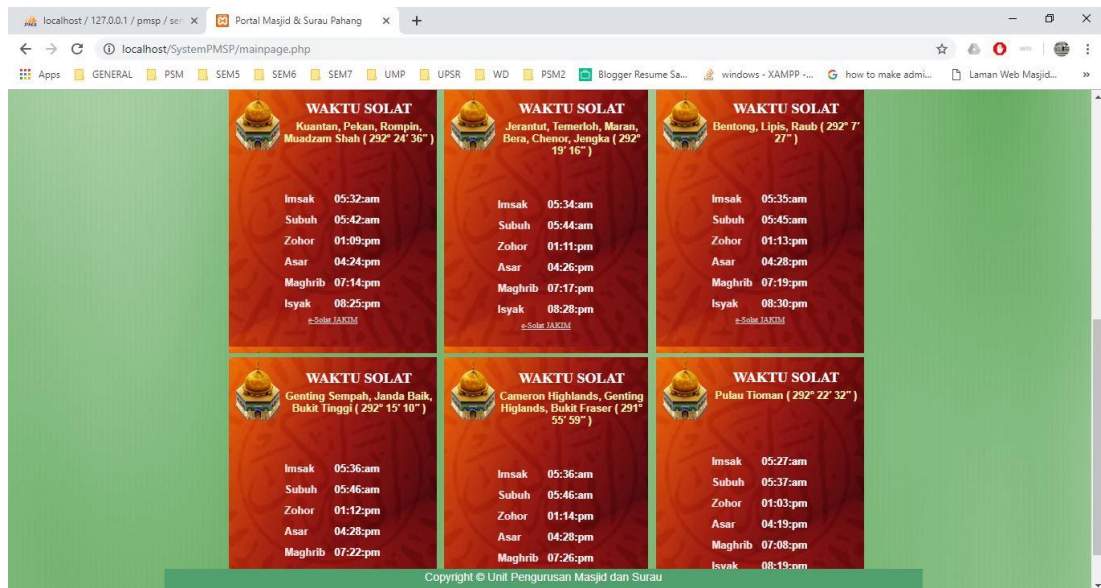 localhost / 127.0.0.1 / pmsp / ser
Portal Masjid & Surau Pahang
localhost/SystemPMSP/mainpage.php
Apps GENERAL PSM SEM5 SEM6 SEM7 UMP UPSR WD PSM2 Blogger Resume Sa... windows - XAMPP -... how to make admi... Laman Web Masjid... »
WAKTU SOLAT
Kuantan, Pekan, Rompin,
Muadzam Shah ( 292° 24′ 36″ )
Imsak 05:32:am
Subuh 05:42:am
Zohor 01:09:pm
Asar 04:24:pm
Maghrib 07:14:pm
Isyak 08:25:pm
e-Solat JAKIM
WAKTU SOLAT
Jerantut, Temerloh, Maran,
Bera, Chenor, Jengka ( 292°
19′ 16″ )
Imsak 05:34:am
Subuh 05:44:am
Zohor 01:11:pm
Asar 04:26:pm
Maghrib 07:17:pm
Isyak 08:28:pm
e-Solat JAKIM
WAKTU SOLAT
Bentong, Lipis, Raub ( 292° 7′
27″ )
Imsak 05:35:am
Subuh 05:45:am
Zohor 01:13:pm
Asar 04:28:pm
Maghrib 07:19:pm
Isyak 08:30:pm
e-Solat JAKIM
WAKTU SOLAT
Genting Sempah, Janda Baik,
Bukit Tinggi ( 292° 15′ 10″ )
Imsak 05:36:am
Subuh 05:46:am
Zohor 01:12:pm
Asar 04:28:pm
Maghrib 07:22:pm
WAKTU SOLAT
Cameron Highlands, Genting
Higlands, Bukit Fraser ( 291°
55′ 59″ )
Imsak 05:36:am
Subuh 05:46:am
Zohor 01:14:pm
Asar 04:28:pm
Maghrib 07:26:pm
WAKTU SOLAT
Pulau Tioman ( 292° 22′ 32″ )
Imsak 05:27:am
Subuh 05:37:am
Zohor 01:03:pm
Asar 04:19:pm
Maghrib 07:08:pm
Isyak 08:19:pm
Copyright © Unit Pengurusan Masjid dan Surau